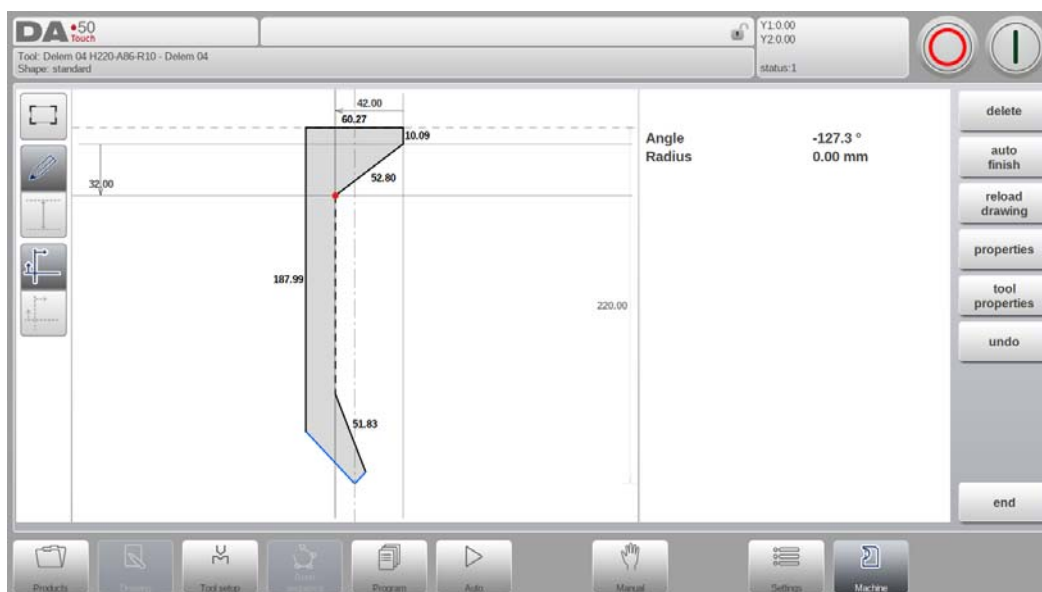 DA•50
Touch
Tool: Delem 04 H220-A86-R10 - Delem 04
Shape: standard
Y1:0.00
Y2:0.00
status:1
42.00
60.27
10.09
52.80
32.00
187.99
51.83
220.00
Angle -127.3 °
Radius 0.00 mm
delete
auto
finish
reload
drawing
properties
tool
properties
undo
end
Products
Drawing
Tool setup
Program
Auto
Manual
Settings
Machine